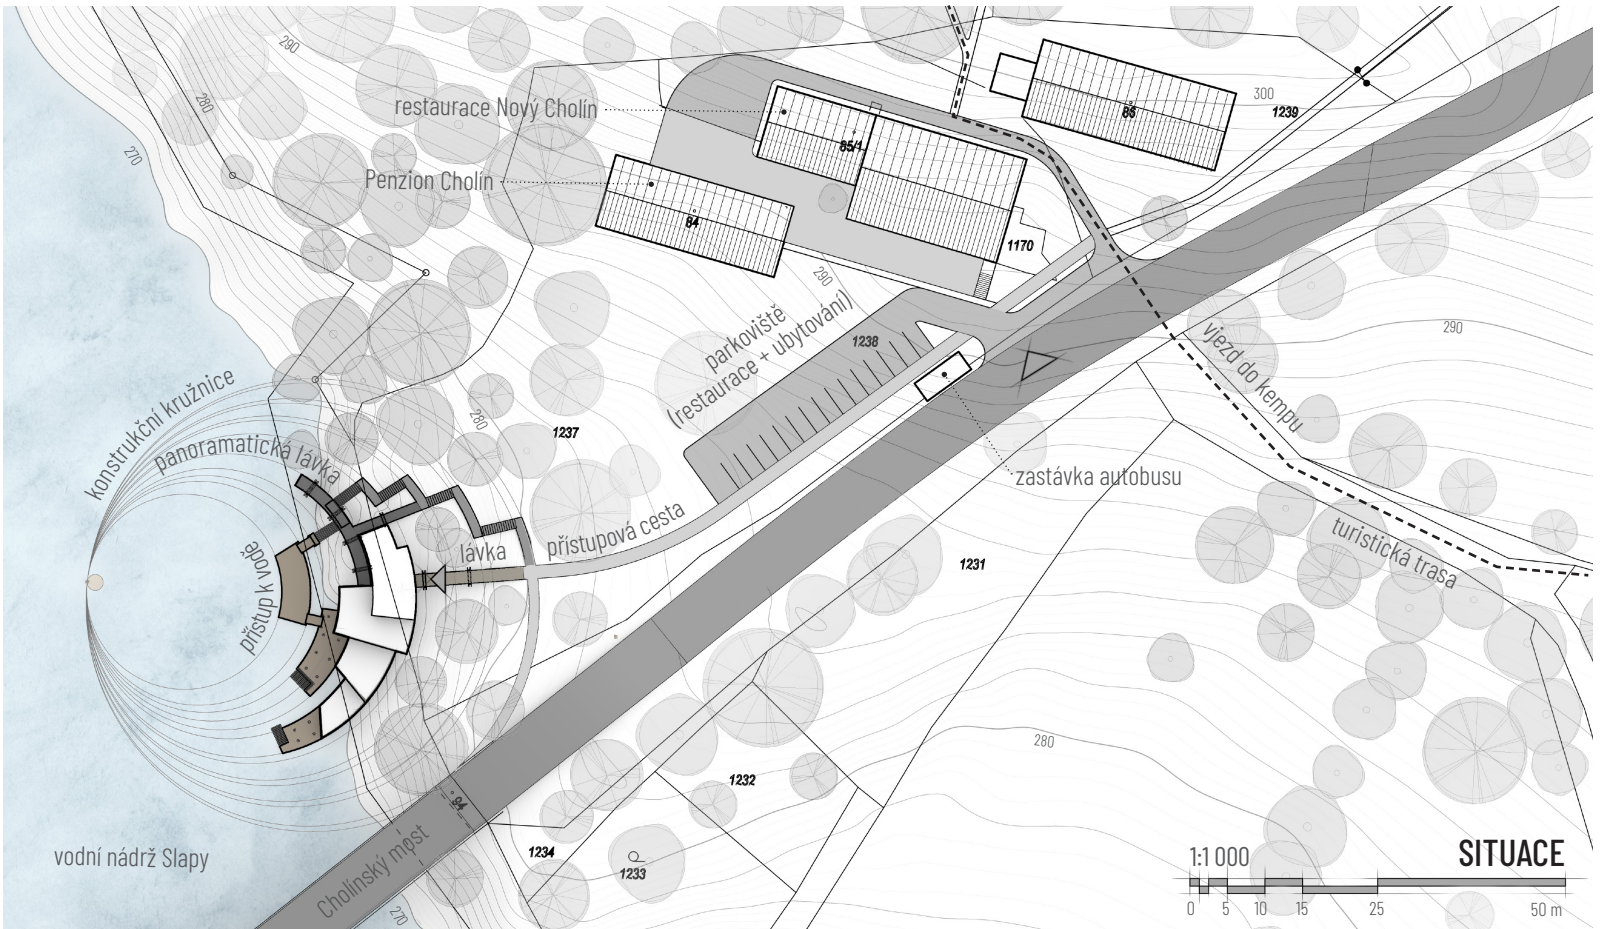 290
280
270
restaurace Nový Cholín
Penzion Cholín
85/1
84
86
300
1239
1170
290
parkoviště
(restaurace + ubytování)
1238
290
vjezd do kempu
konstrukční kružnice
panoramatická lávka
280
1237
zastávka autobusu
přístup k vodě
lávka
přístupová cesta
1231
turistická trasa
280
1232
94
Cholínský most
vodní nádrž Slapy
1234
1233
270
1:1 000
SITUACE
0 5 10 15 25 50 m